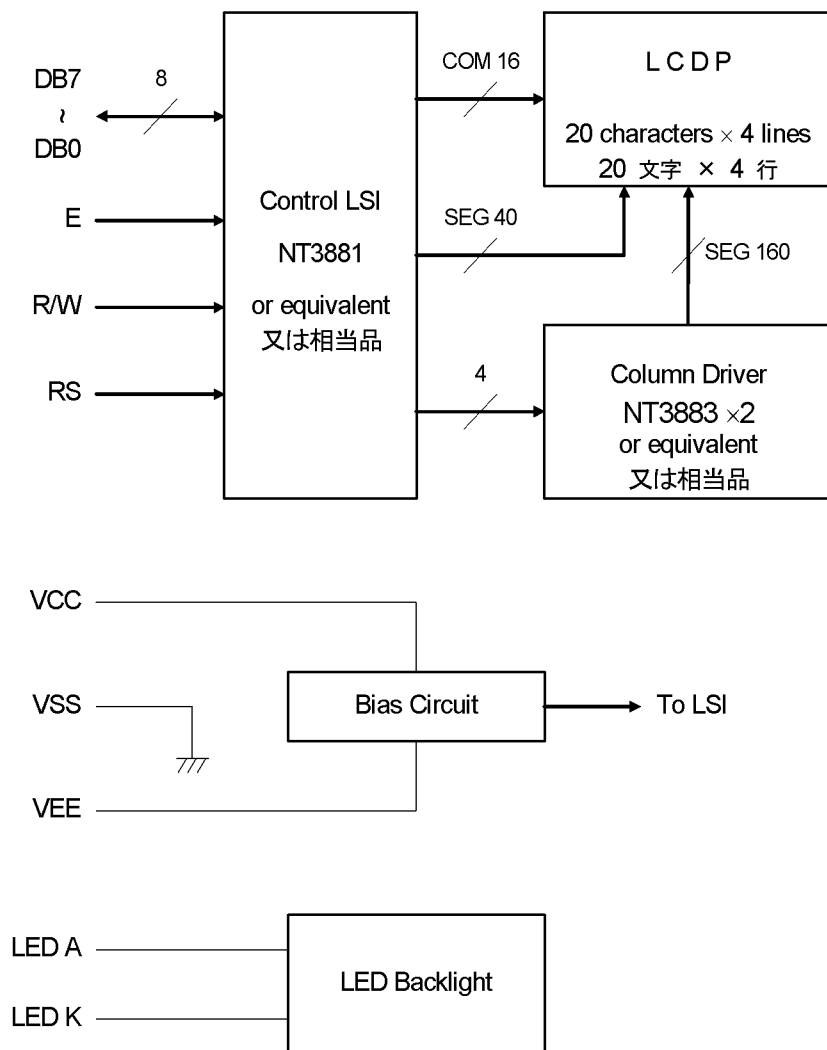 DB7
~
DB0
8
E
R/W
RS
Control LSI
NT3881
or equivalent
又は相当品
COM 16
SEG 40
4
L C D P
20 characters × 4 lines
20 文字 × 4 行
SEG 160
Column Driver
NT3883 ×2
or equivalent
又は相当品
VCC
VSS
VEE
Bias Circuit
To LSI
LED A
LED K
LED Backlight